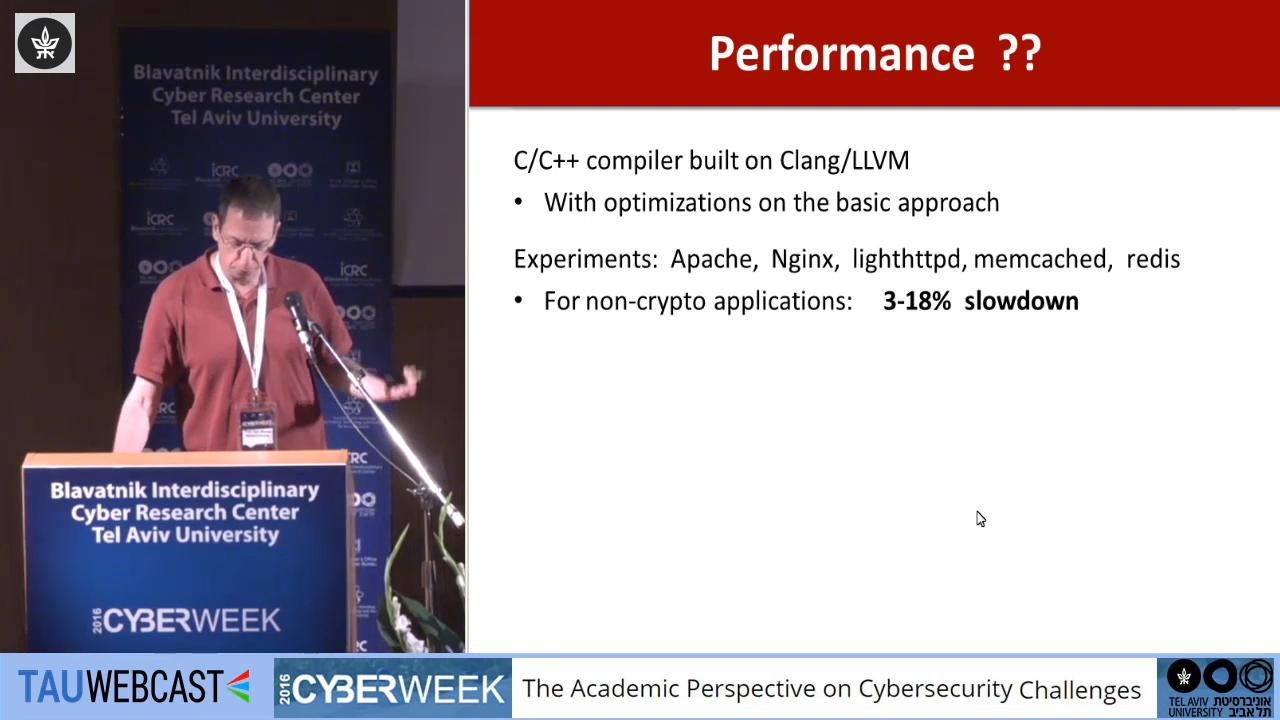 Blavatnik Interdisciplinary
Cyber Research Center
Tel Aviv University
iCRC
iCRC
iCRC
Performance ??
C/C++ compiler built on Clang/LLVM
• With optimizations on the basic approach
Experiments: Apache, Nginx, lighthttpd, memcached, redis
• For non-crypto applications: 3-18% slowdown
Blavatnik Interdisciplinary
Cyber Research Center
Tel Aviv University
2016 CYBERWEEK
TAUWEBCAST
2016 CYBERWEEK
The Academic Perspective on Cybersecurity Challenges
TEL AVIV אוניברסיטת
UNIVERSITY תל אביב